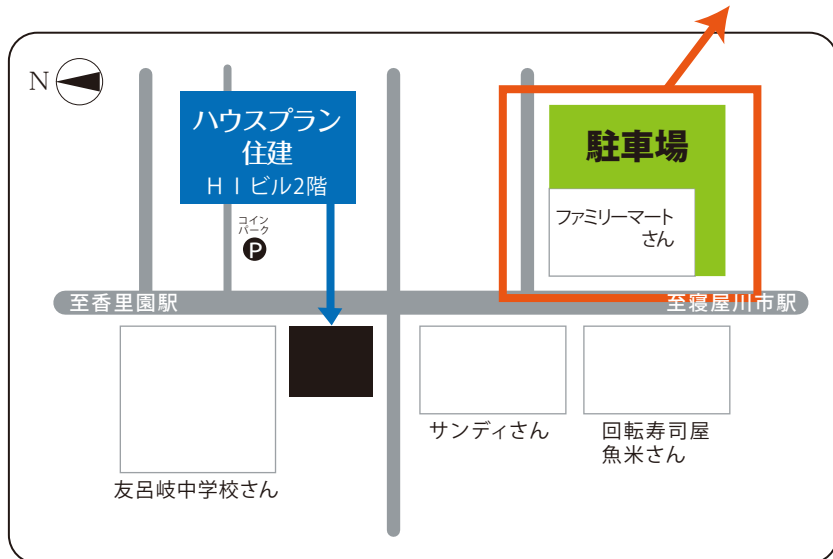 N
ハウスプラン
住建
HIビル2階
駐車場
ファミリーマート
さん
コイン
パーク
P
至香里園駅
至寝屋川市駅
サンディさん
回転寿司屋
魚米さん
友呂岐中学校さん